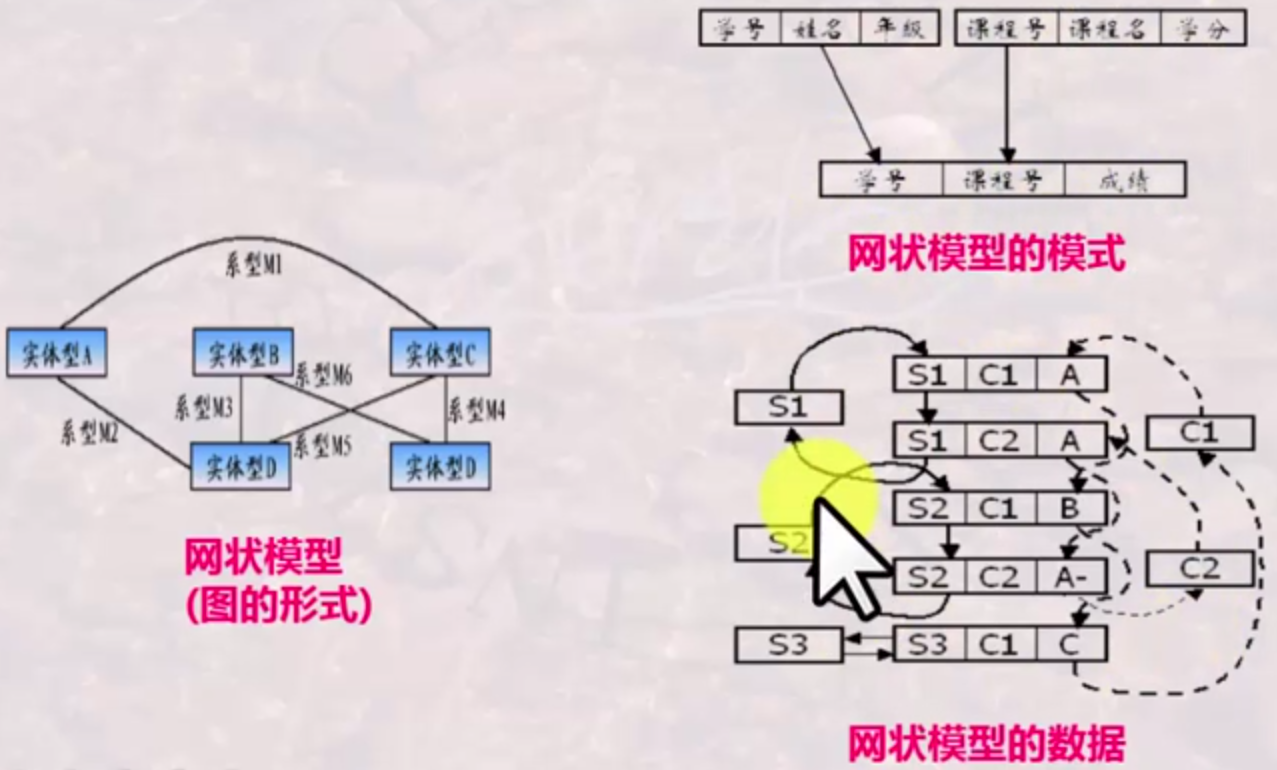 学号 姓名 年级
课程号 课程名 学分
学号 课程号 成绩
网状模型的模式
系型M1
实体型A
实体型B
实体型C
系型M6
系型M3
系型M4
系型M2
系型M5
实体型D
实体型D
网状模型
(图的形式)
S1
S2
S3
S1 C1 A
S1 C2 A
S2 C1 B
S2 C2 A-
S3 C1 C
C1
C2
网状模型的数据